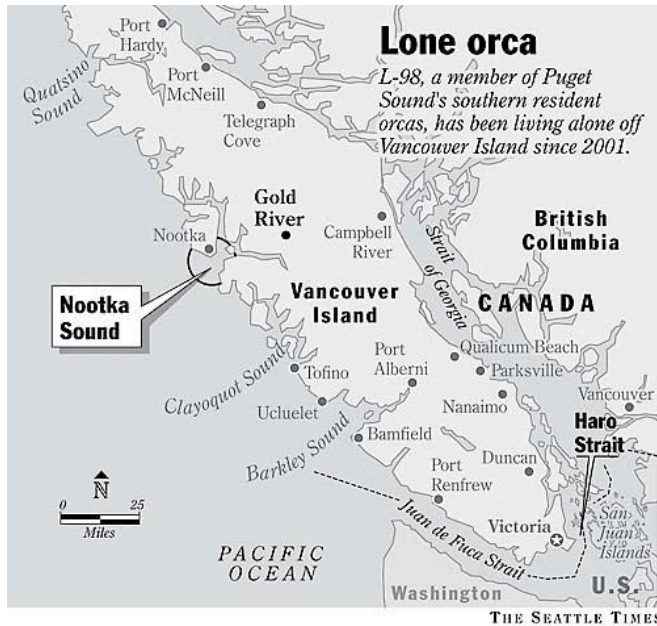 Lone orca
L-98, a member of Puget
Sound's southern resident
orcas, has been living alone off
Vancouver Island since 2001.
Port
Hardy
Quatsino
Sound
Port
McNeill
Telegraph
Cove
Gold
River
Nootka
Campbell
River
British
Columbia
Strait
of Georgia
Nootka
Sound
Vancouver
Island
CANADA
Port
Alberni
Qualicum Beach
Parksville
Clayoquot Sound
Tofino
Ucluelet
Nanaimo
Vancouver
Haro
Strait
Barkley Sound
Bamfield
Duncan
Port
Renfrew
N
0 25
Miles
Juan de Fuca Strait
Victoria
San
Juan
Islands
PACIFIC
OCEAN
Washington
U.S.
THE SEATTLE TIMES